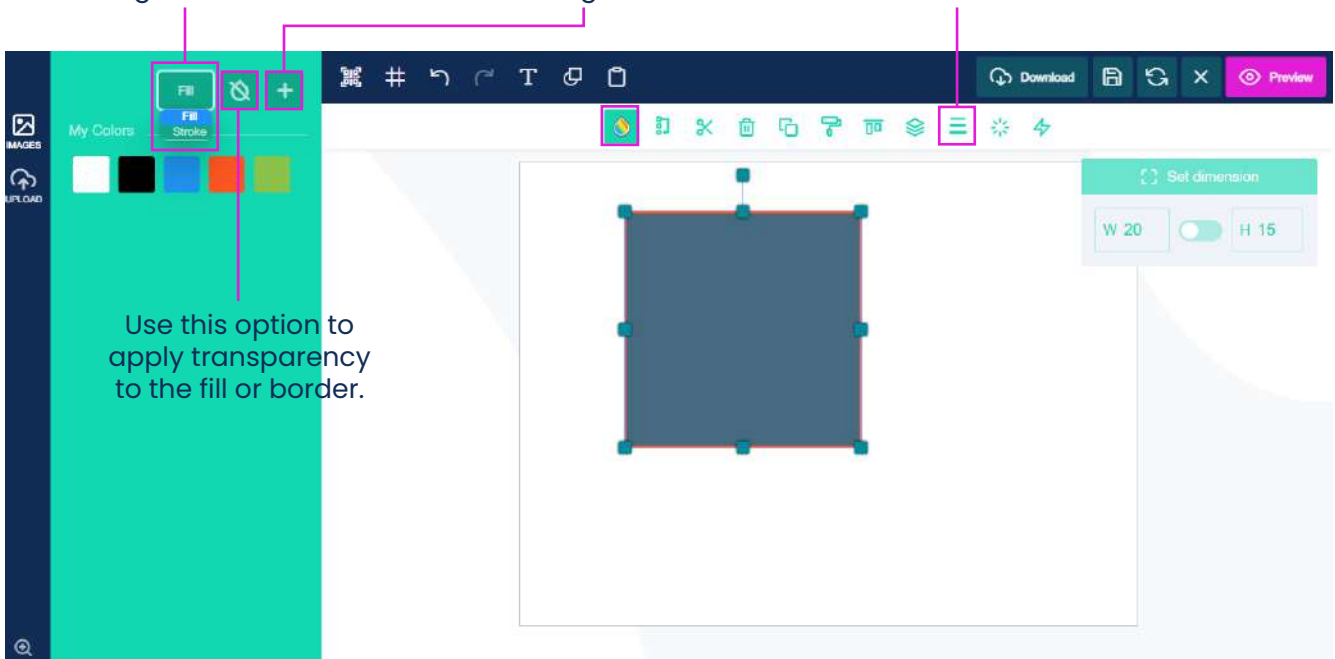 Fill
Download
Preview
Fill
Stroke
My Colors
IMAGES
UPLOAD
Set dimension
W 20
H 15
Use this option to
apply transparency
to the fill or border.